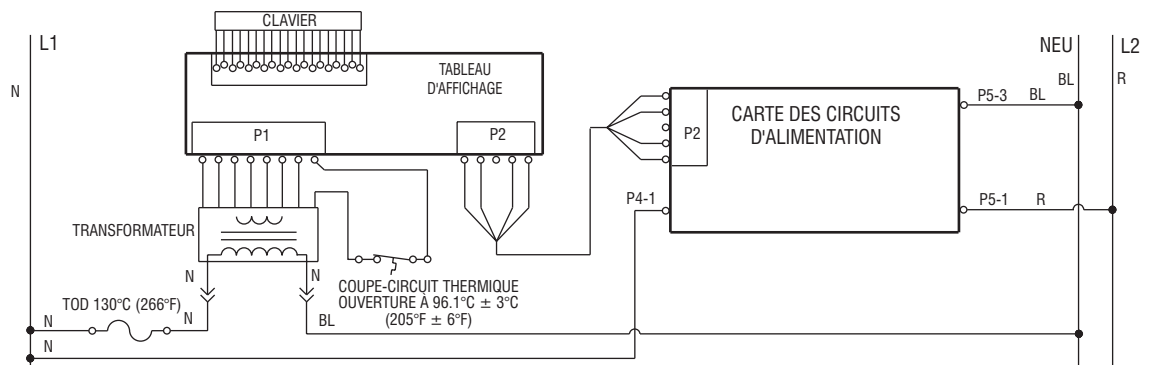 CLAVIER
L1
NEU
L2
TABLEAU
D'AFFICHAGE
BL
R
N
P5-3
BL
CARTE DES CIRCUITS
D'ALIMENTATION
P1
P2
P2
P4-1
P5-1
R
TRANSFORMATEUR
N
N
COUPE-CIRCUIT THERMIQUE
OUVERTURE À 96.1°C ± 3°C
(205°F ± 6°F)
TOD 130°C (266°F)
N
N
BL
N